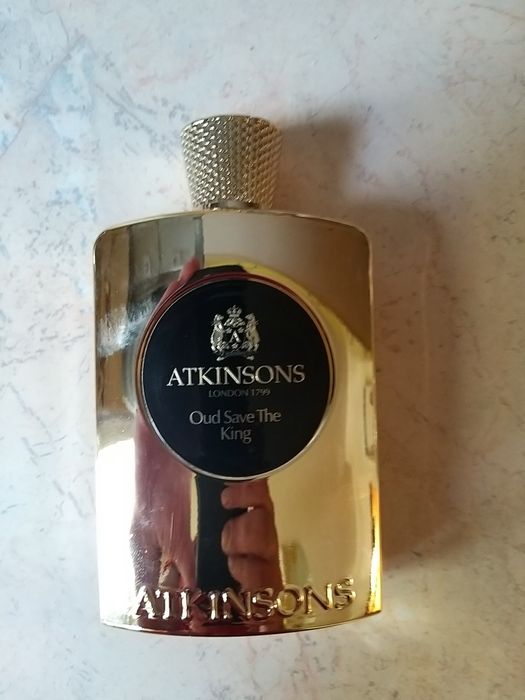 A
ATKINSONS
LONDON 1799
Oud Save The
King
ATKINSONS